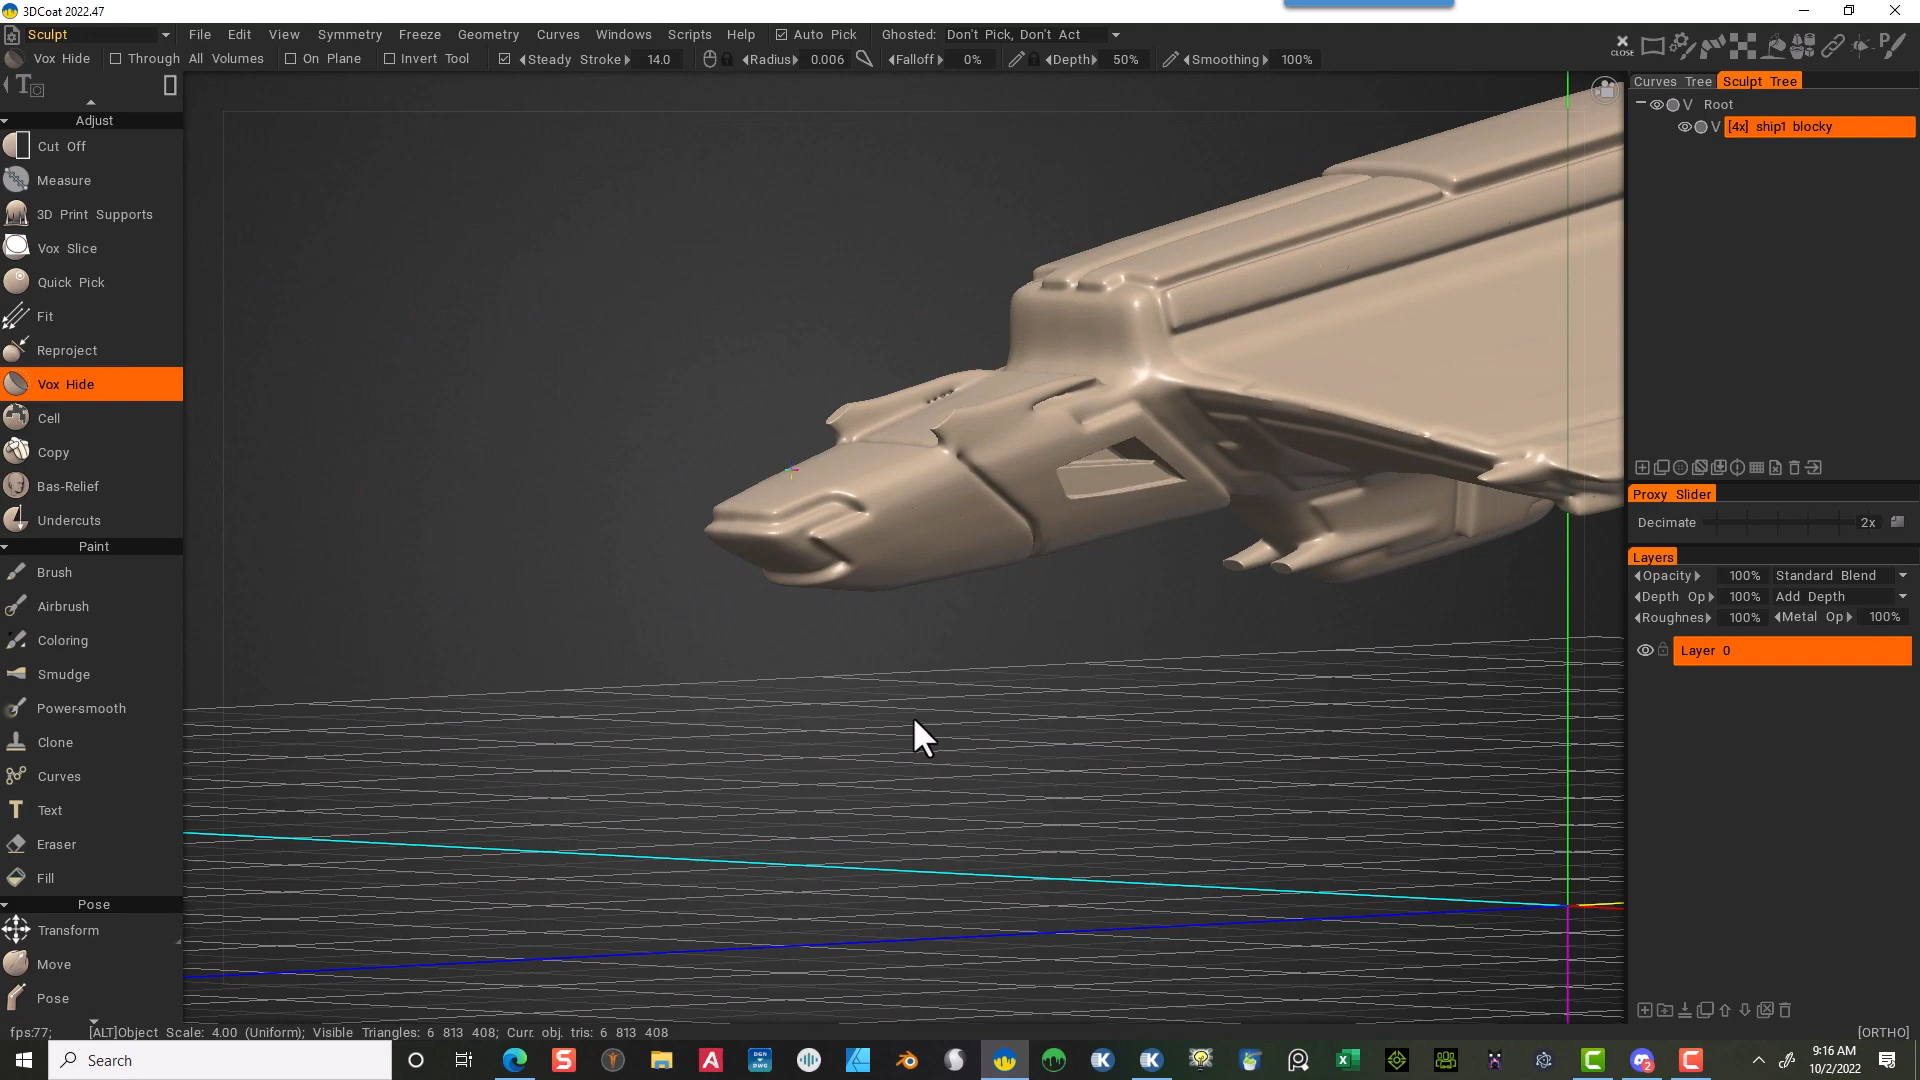 3DCoat 2022.47
Sculpt File Edit View Symmetry Freeze Geometry Curves Windows Scripts Help Auto Pick Ghosted: Don't Pick, Don't Act
CLOSE
Vox Hide Through All Volumes On Plane Invert Tool Steady Stroke 14.0 Radius 0.006 Falloff 0% Depth 50% Smoothing 100%
Adjust
Cut Off
Measure
3D Print Supports
Vox Slice
Quick Pick
Fit
Reproject
Vox Hide
Cell
Copy
Bas-Relief
Undercuts
Paint
Brush
Airbrush
Coloring
Smudge
Power-smooth
Clone
Curves
Text
Eraser
Fill
Pose
Transform
Move
Pose
Curves Tree Sculpt Tree
V Root
V [4x] ship1 blocky
Proxy Slider
Decimate 2x
Layers
Opacity 100% Standard Blend
Depth Op 100% Add Depth
Roughnes 100% Metal Op 100%
Layer 0
fps:77; [ALT]Object Scale: 4.00 (Uniform); Visible Triangles: 6 813 408; Curr. obj. tris: 6 813 408 [ORTHO]
Search
9:16 AM
10/2/2022